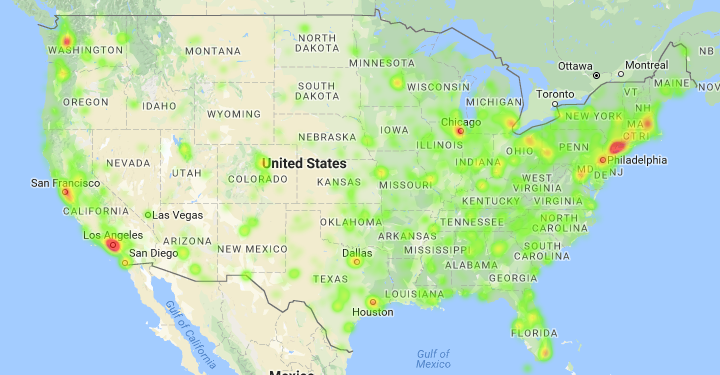 WASHINGTON
MONTANA
NORTH
DAKOTA
MINNESOTA
Ottawa
Montreal
NB
MAINE
NOV
OREGON
IDAHO
WYOMING
SOUTH
DAKOTA
WISCONSIN
MICHIGAN
Toronto
VT
NH
NEW YORK
MA
CT RI
NEBRASKA
IOWA
Chicago
ILLINOIS
INDIANA
OHIO
PENN
Philadelphia
MD
DE
NJ
NEVADA
UTAH
COLORADO
United States
KANSAS
MISSOURI
WEST
VIRGINIA
VIRGINIA
KENTUCKY
San Francisco
CALIFORNIA
Las Vegas
OKLAHOMA
TENNESSEE
NORTH
CAROLINA
Los Angeles
San Diego
ARIZONA
NEW MEXICO
ARKANSAS
MISSISSIPPI
SOUTH
CAROLINA
Dallas
TEXAS
ALABAMA
GEORGIA
LOUISIANA
Houston
FLORIDA
Gulf of California
Gulf of
Mexico
Mexico